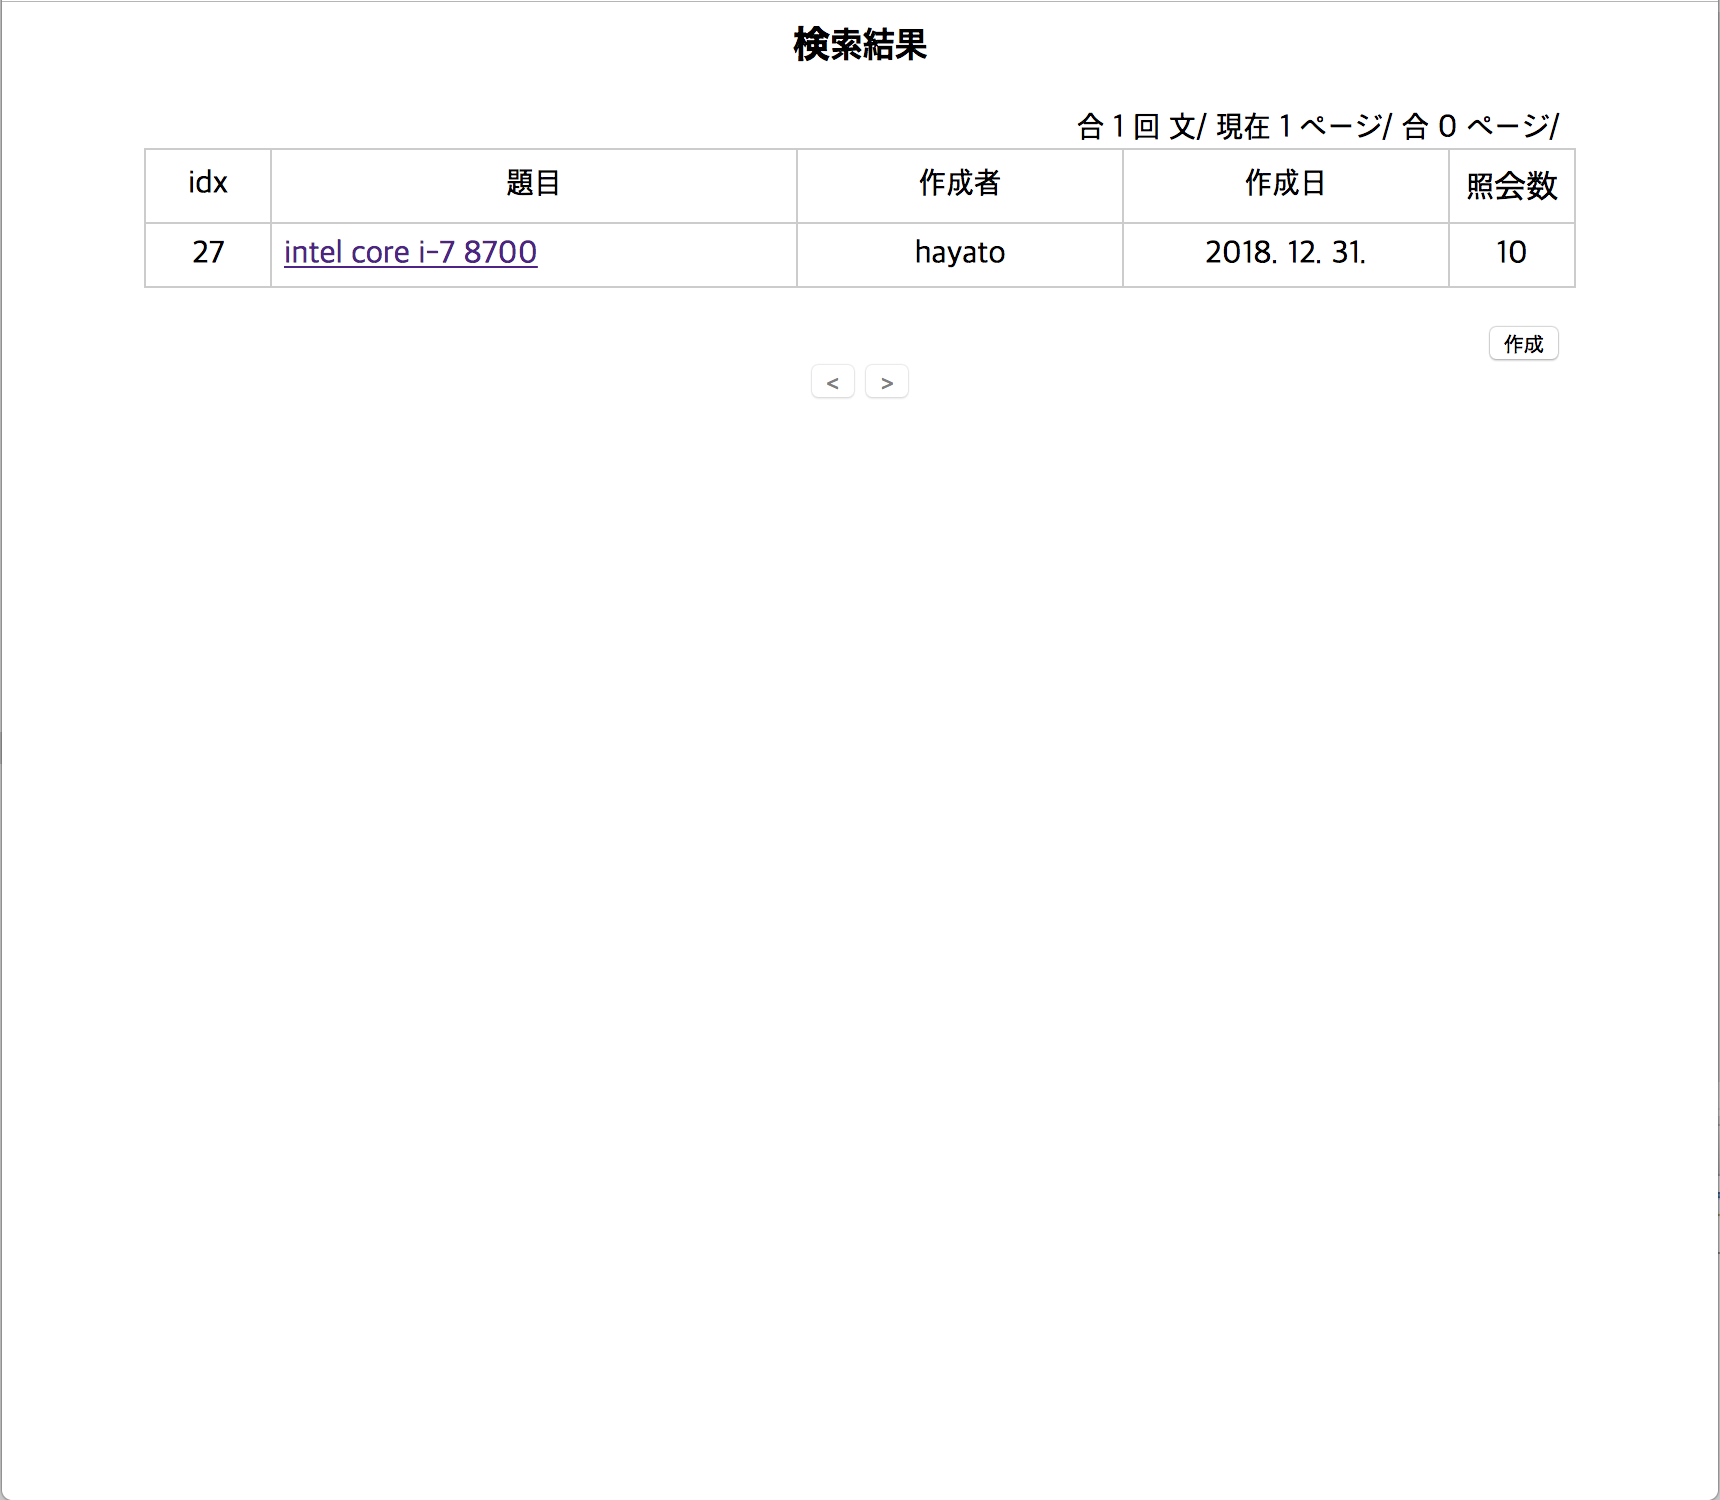 検索結果
合 1 回 文/ 現在 1 ページ/ 合 0 ページ/
idx 題目 作成者 作成日 照会数
27 intel core i-7 8700 hayato 2018. 12. 31. 10
作成
< >